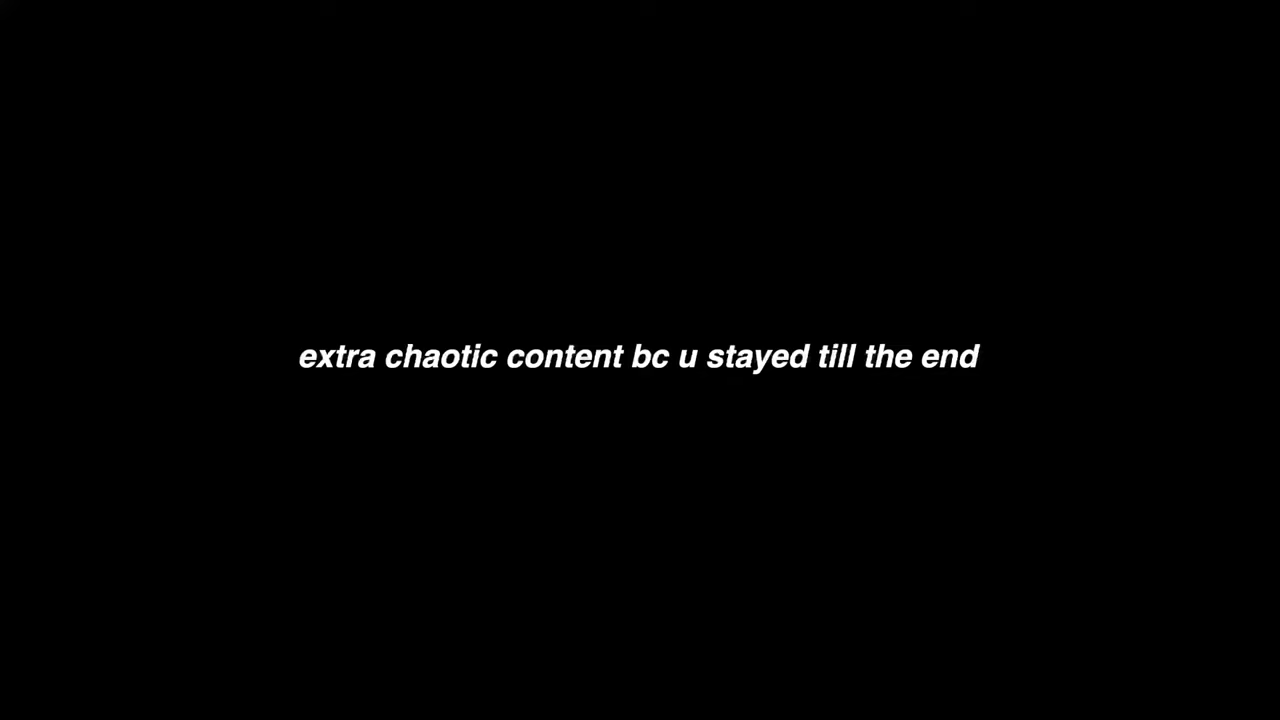 extra chaotic content bc u stayed till the end